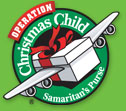 OPERATION
Christmas Child
Samaritan's Purse